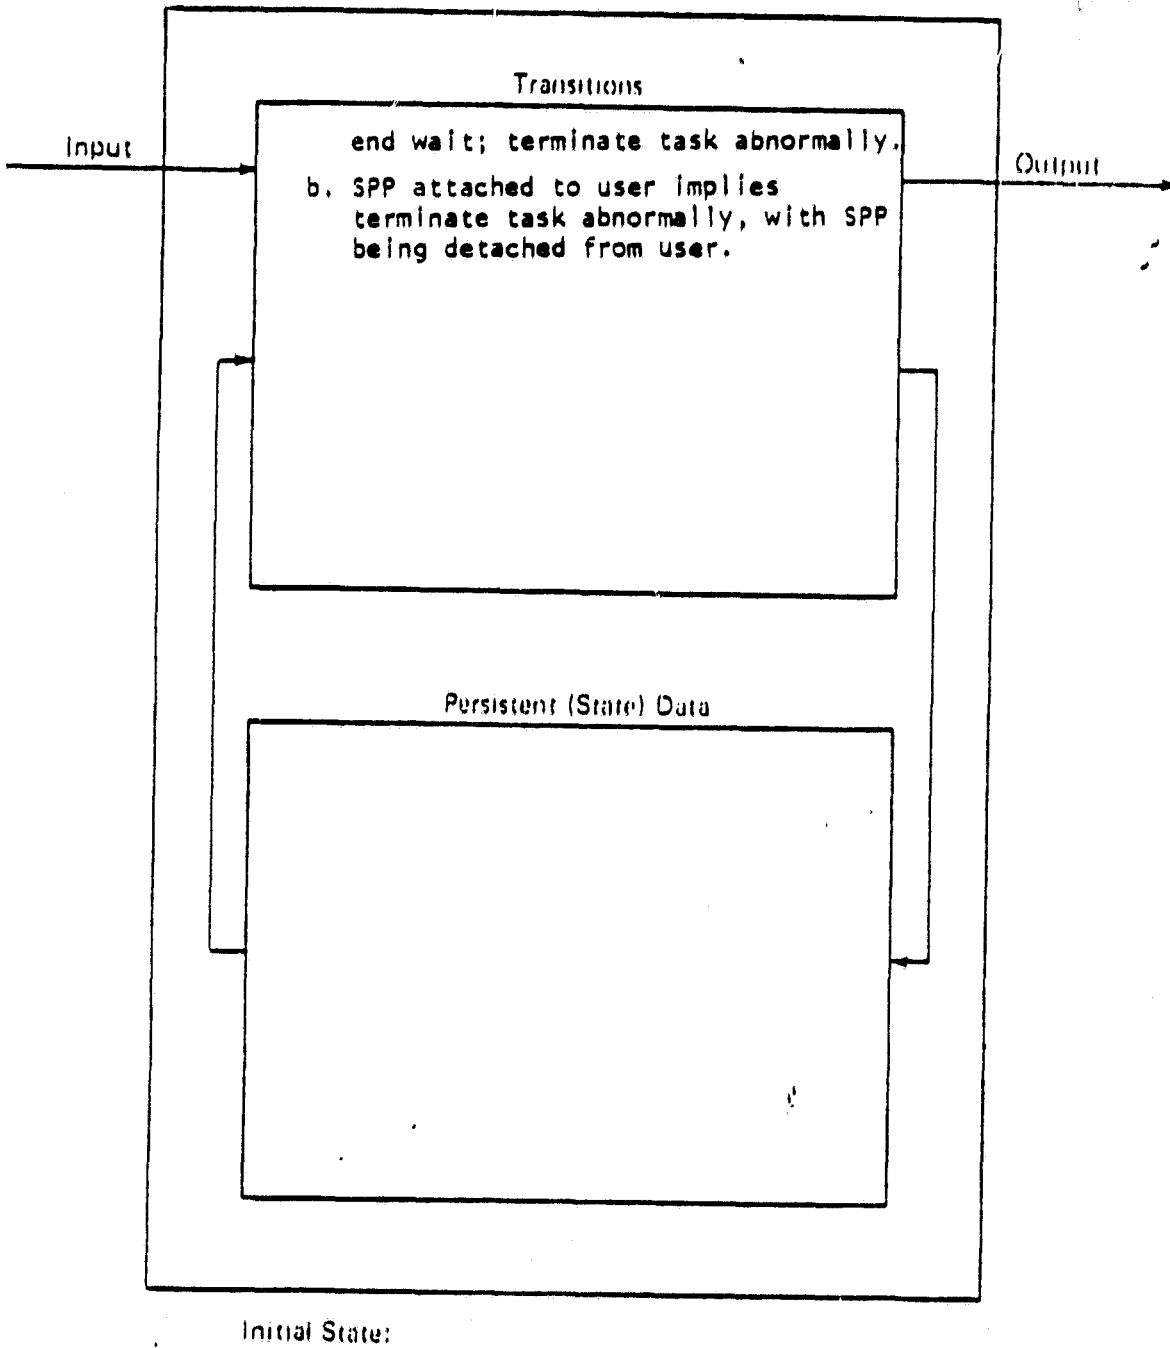 Transitions
Input
end wait; terminate task abnormally.
Output
b. SPP attached to user implies
terminate task abnormally, with SPP
being detached from user.
Persistent (State) Data
Initial State: